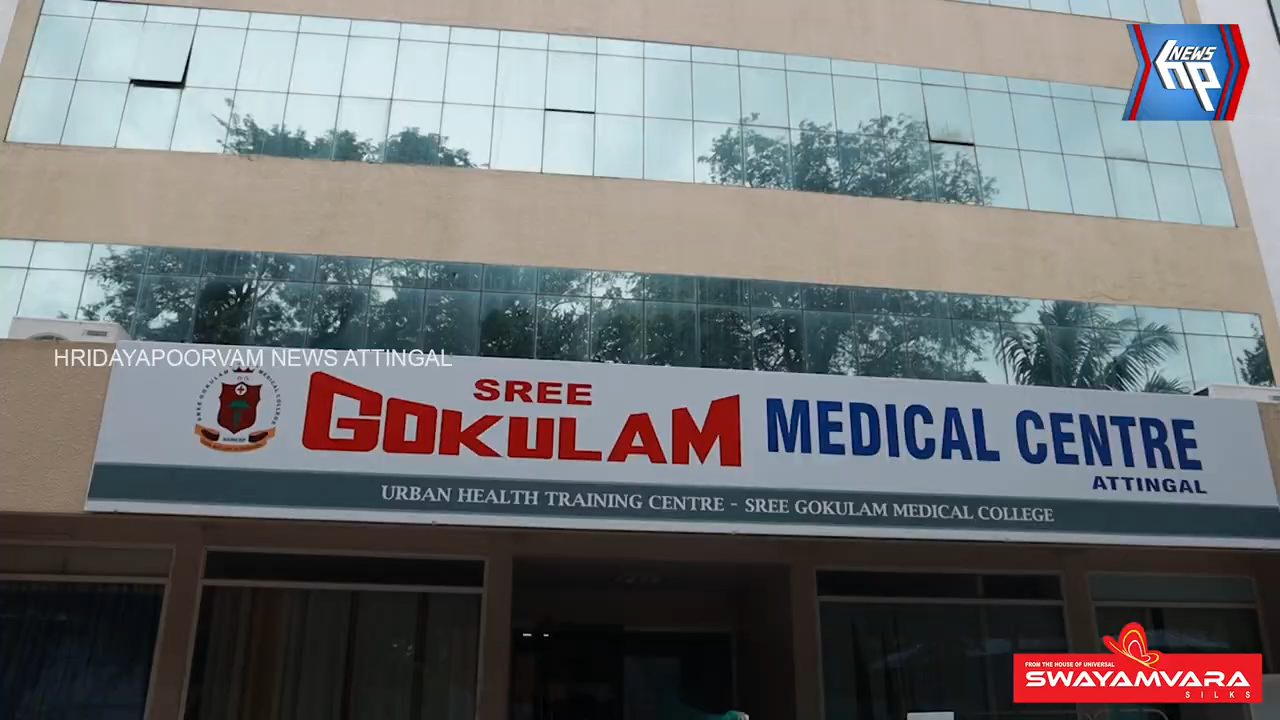 NEWS
hp
HRIDAYAPOORVAM NEWS ATTINGAL
SREE
GOKULAM MEDICAL CENTRE
ATTINGAL
URBAN HEALTH TRAINING CENTRE - SREE GOKULAM MEDICAL COLLEGE
FROM THE HOUSE OF UNIVERSAL
SWAYAMVARA
SILKS